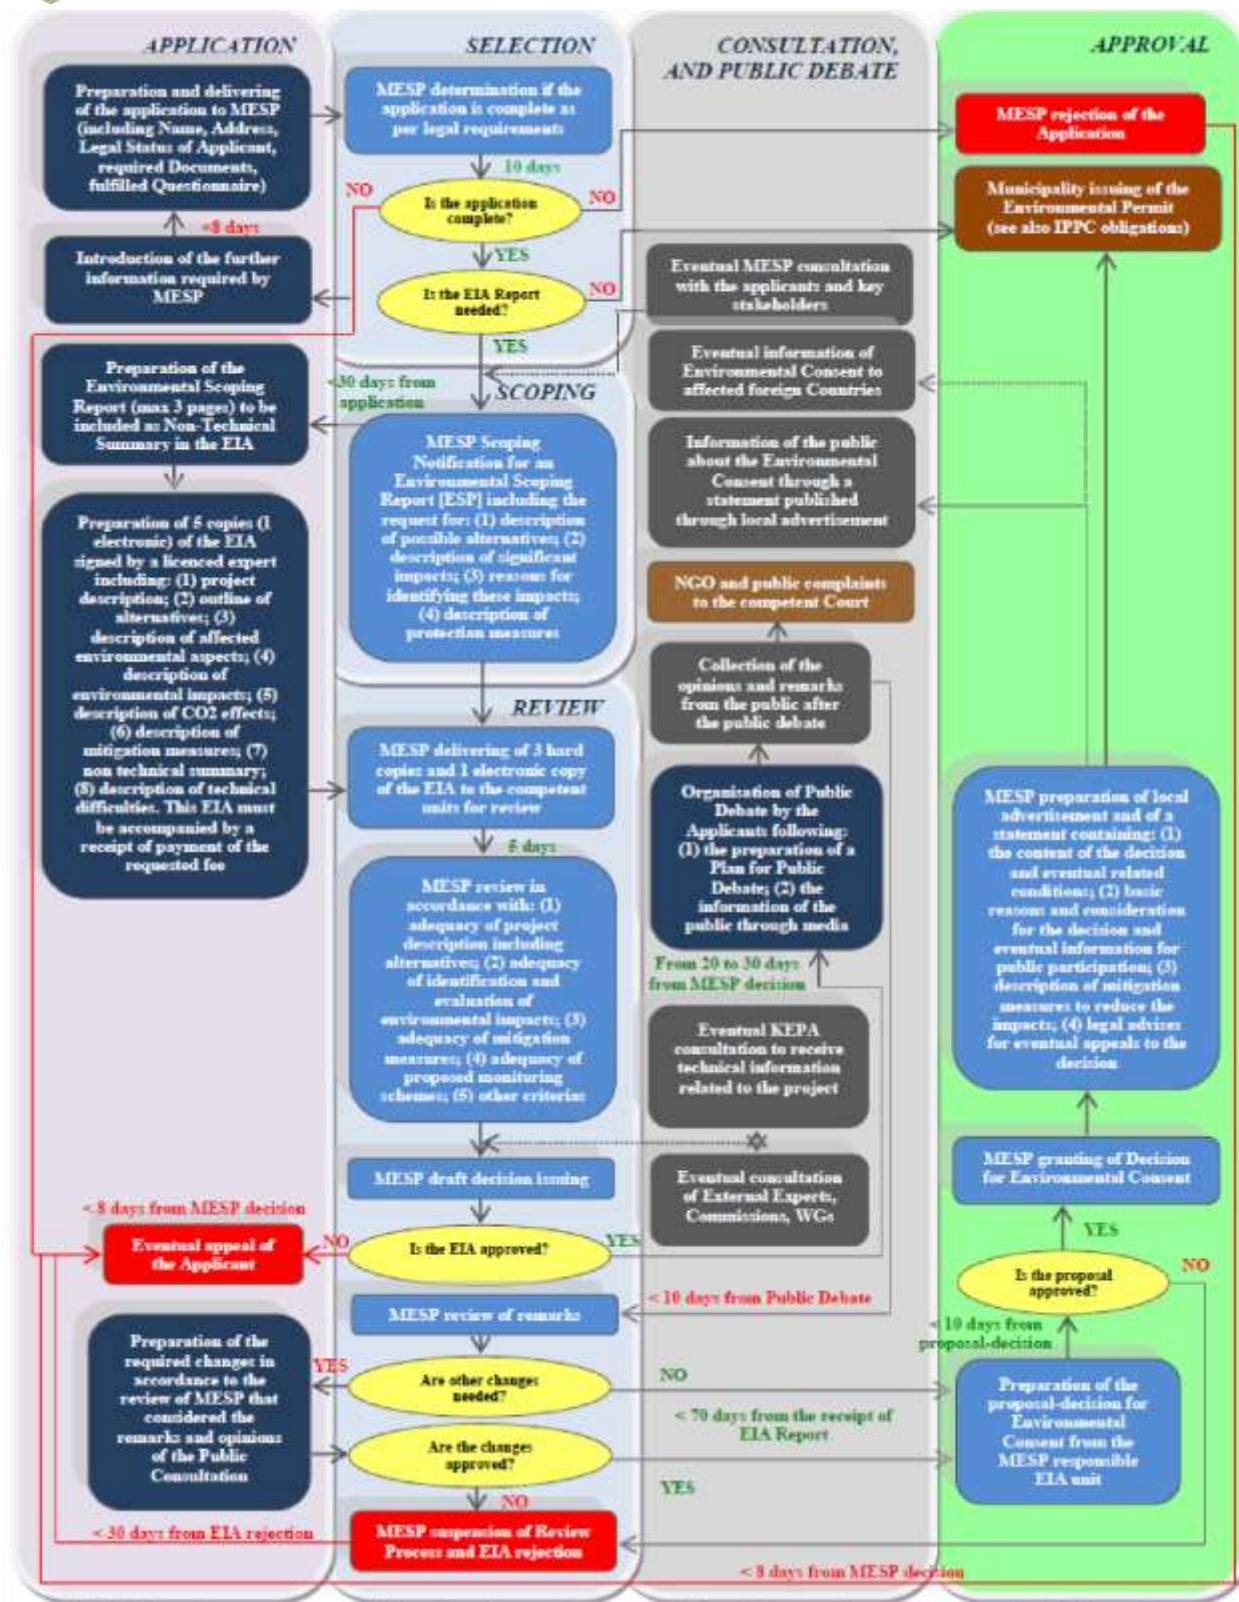 APPLICATION
Preparation and delivering
of the application to MESP
(including Name, Address,
Legal Status of Applicant,
required Documents,
fulfilled Questionnaire)
<8 days
Introduction of the further
information required by
MESP
Preparation of the
Environmental Scoping
Report (max 3 pages) to be
included as Non-Technical
Summary in the EIA
Preparation of 5 copies (1
electronic) of the EIA
signed by a licenced expert
including: (1) project
description; (2) outline of
alternatives; (3)
description of affected
environmental aspects; (4)
description of
environmental impacts; (5)
description of CO2 effects;
(6) description of
mitigation measures; (7)
non technical summary;
(8) description of technical
difficulties. This EIA must
be accompanied by a
receipt of payment of the
requested fee
< 8 days from MESP decision
Eventual appeal of
the Applicant
Preparation of the
required changes in
accordance to the
review of MESP that
considered the
remarks and opinions
of the Public
Consultation
< 30 days from EIA rejection
SELECTION
MESP determination if the
application is complete as
per legal requirements
10 days
NO
Is the application
complete?
NO
YES
Is the EIA Report
needed?
NO
YES
<30 days from
application
SCOPING
MESP Scoping
Notification for an
Environmental Scoping
Report [ESP] including the
request for: (1) description
of possible alternatives; (2)
description of significant
impacts; (3) reasons for
identifying these impacts;
(4) description of
protection measures
REVIEW
MESP delivering of 3 hard
copies and 1 electronic copy
of the EIA to the competent
units for review
5 days
MESP review in
accordance with: (1)
adequacy of project
description including
alternatives; (2) adequacy
of identification and
evaluation of
environmental impacts; (3)
adequacy of mitigation
measures; (4) adequacy of
proposed monituring
schemes; (5) other criterias
MESP draft decision issuing
NO
Is the EIA approved?
YES
MESP review of remarks
YES
Are other changes
needed?
Are the changes
approved?
NO
MESP suspension of Review
Process and EIA rejection
CONSULTATION,
AND PUBLIC DEBATE
Eventual MESP consultation
with the applicants and key
stakeholders
Eventual information of
Environmental Consent to
affected foreign Countries
Information of the public
about the Environmental
Consent through a
statement published
through local advertisement
NGO and public complaints
to the competent Court
Collection of the
opinions and remarks
from the public after
the public debate
Organisation of Public
Debate by the
Applicants following:
(1) the preparation of a
Plan for Public
Debate; (2) the
information of the
public through media
From 20 to 30 days
from MESP decision
Eventual KEPA
consultation to receive
technical information
related to the project
Eventual consultation
of External Experts,
Commissions, WGs
< 10 days from Public Debate
NO
< 70 days from the receipt of
EIA Report
YES
< 8 days from MESP decision
APPROVAL
MESP rejection of the
Application
Municipality issuing of the
Environmental Permit
(see also IPPC obligations)
MESP preparation of local
advertisement and of a
statement containing: (1)
the content of the decision
and eventual related
conditions; (2) basic
reasons and consideration
for the decision and
eventual information for
public participation; (3)
description of mitigation
measures to reduce the
impacts; (4) legal advises
for eventual appeals to the
decision
MESP granting of Decision
for Environmental Consent
YES
Is the proposal
approved?
NO
< 10 days from
proposal-decision
Preparation of the
proposal-decision for
Environmental
Consent from the
MESP responsible
EIA unit